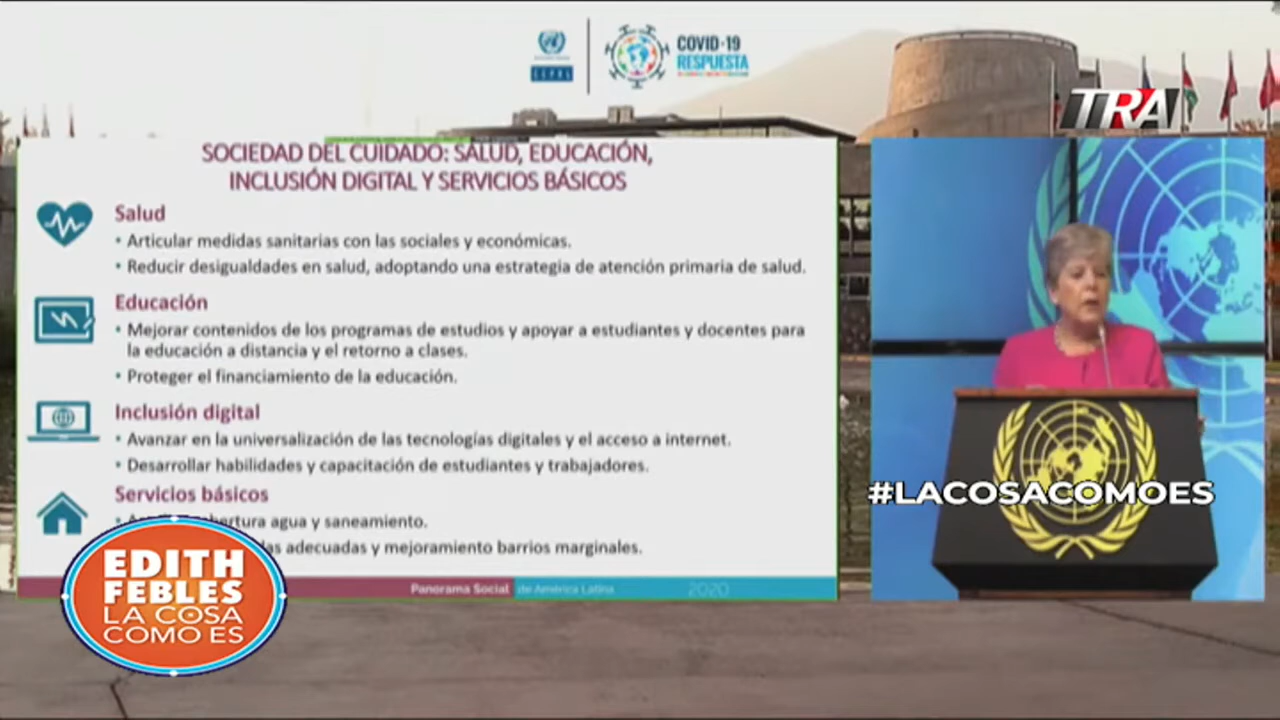 CEPAL
COVID-19
RESPUESTA
TRA
SOCIEDAD DEL CUIDADO: SALUD, EDUCACIÓN,
INCLUSIÓN DIGITAL Y SERVICIOS BÁSICOS
Salud
• Articular medidas sanitarias con las sociales y económicas.
• Reducir desigualdades en salud, adoptando una estrategia de atención primaria de salud.
Educación
• Mejorar contenidos de los programas de estudios y apoyar a estudiantes y docentes para
la educación a distancia y el retorno a clases.
• Proteger el financiamiento de la educación.
Inclusión digital
• Avanzar en la universalización de las tecnologías digitales y el acceso a internet.
• Desarrollar habilidades y capacitación de estudiantes y trabajadores.
Servicios básicos
agua y saneamiento.
adecuadas y mejoramiento barrios marginales.
Panorama Social de América Latina 2020
#LACOSACOMOES
EDITH
FEBLES
LA COSA
COMO ES